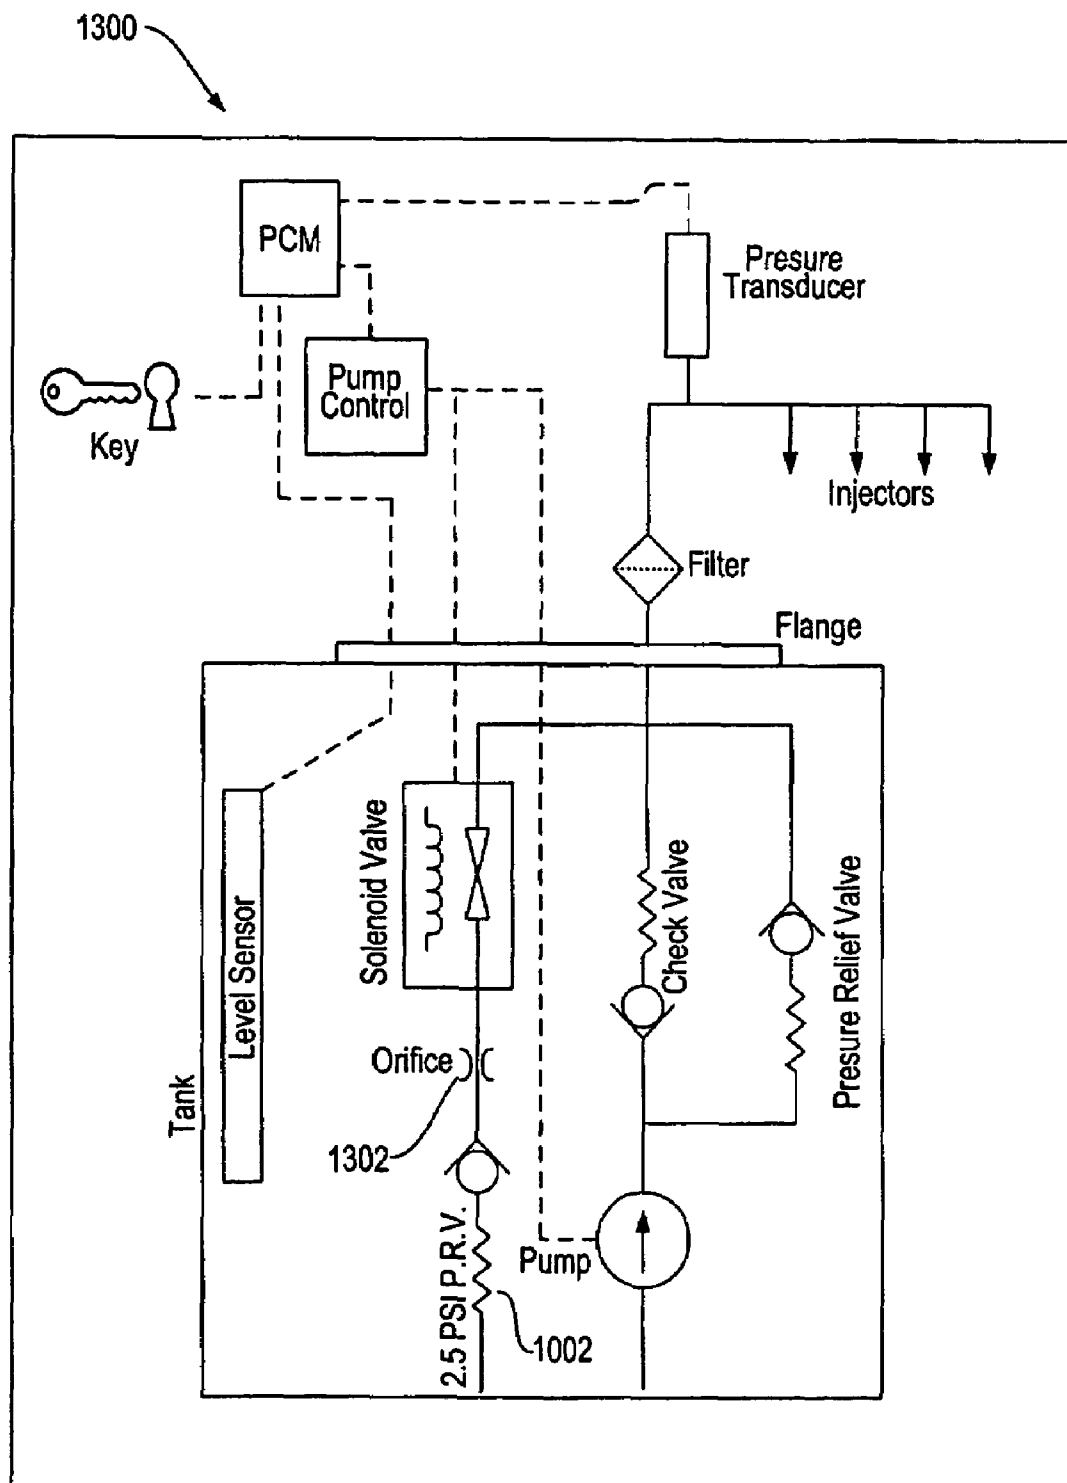 1300
PCM
Presure
Transducer
Pump
Control
Key
Injectors
Filter
Flange
Solenoid Valve
Check Valve
Presure Relief Valve
Level Sensor
Tank
Orifice
1302
2.5 PSI P.R.V.
Pump
1002